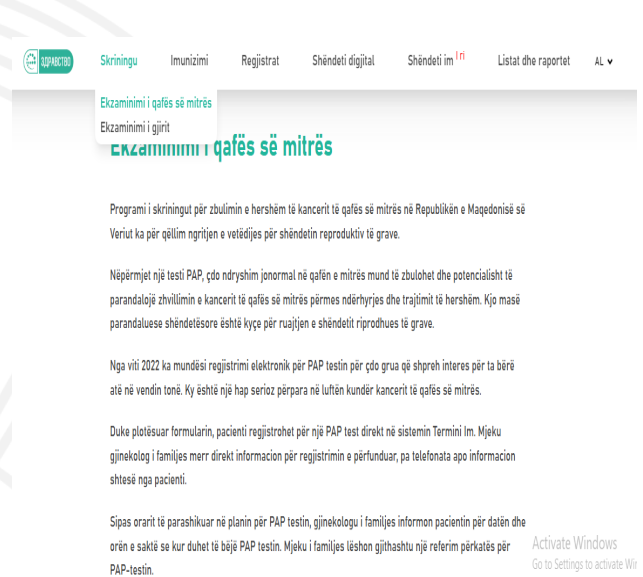 ЗДРАВСТВО
Skriningu Imunizimi Regjistrat Shëndeti digjital Shëndeti im I ri Listat dhe raportet AL
Ekzaminimi i qafës së mitrës
Ekzaminimi i gjirit
Ekzaminimi i qafës së mitrës
Programi i skriningut për zbulimin e hershëm të kancerit të qafës së mitrës në Republikën e Maqedonisë së
Veriut ka për qëllim ngritjen e vetëdijes për shëndetin reproduktiv të grave.
Nëpërmjet një testi PAP, çdo ndryshim jonormal në qafën e mitrës mund të zbulohet dhe potencialisht të
parandalojë zhvillimin e kancerit të qafës së mitrës përmes ndërhyrjes dhe trajtimit të hershëm. Kjo masë
parandaluese shëndetësore është kyçe për ruajtjen e shëndetit riprodhues të grave.
Nga viti 2022 ka mundësi regjistrimi elektronik për PAP testin për çdo grua që shpreh interes për ta bërë
atë në vendin tonë. Ky është një hap serioz përpara në luftën kundër kancerit të qafës së mitrës.
Duke plotësuar formularin, pacienti regjistrohet për një PAP test direkt në sistemin Termini Im. Mjeku
gjinekolog i familjes merr direkt informacion për regjistrimin e përfunduar, pa telefonata apo informacion
shtesë nga pacienti.
Sipas orarit të parashikuar në planin për PAP testin, gjinekologu i familjes informon pacientin për datën dhe
orën e saktë se kur duhet të bëjë PAP testin. Mjeku i familjes lëshon gjithashtu një referim përkatës për
PAP-testin.
Activate Windows
Go to Settings to activate Win